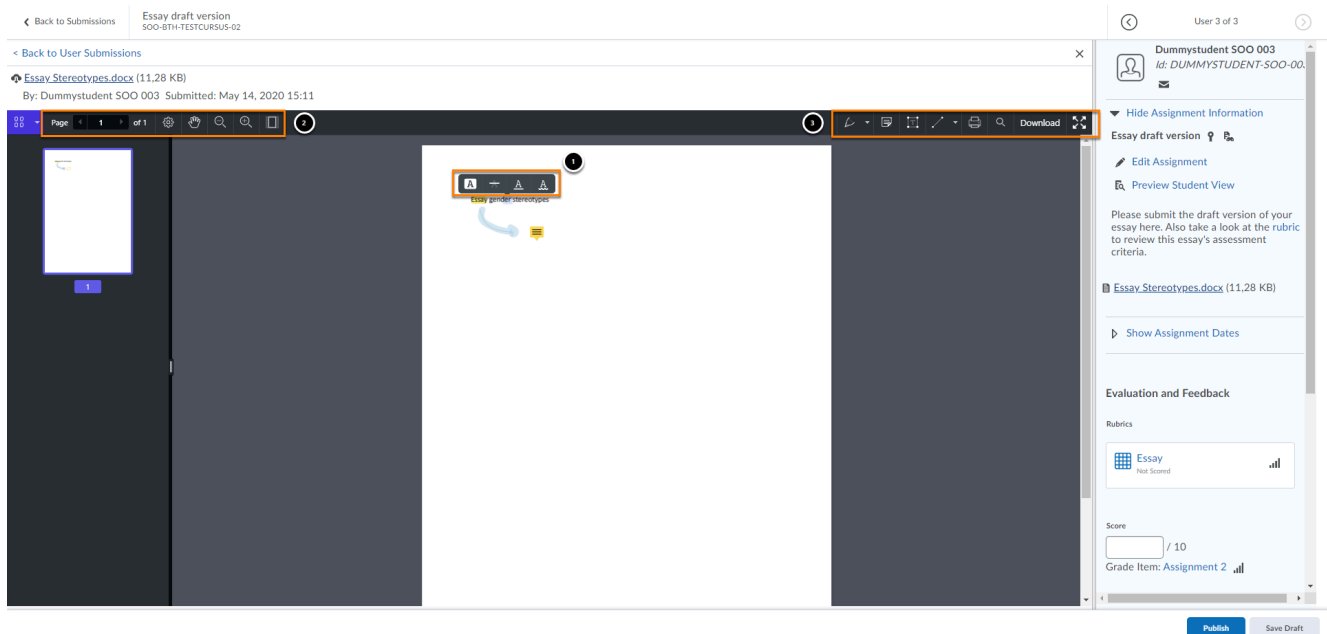 Back to Submissions
Essay draft version
SOO-BTH-TESTCURSUS-02
User 3 of 3
< Back to User Submissions
Essay Stereotypes.docx (11,28 KB)
By: Dummystudent SOO 003 Submitted: May 14, 2020 15:11
Page 1 of 1
2
3
Download
1
A A A
Essay gender stereotypes
1
Dummystudent SOO 003
Id: DUMMYSTUDENT-SOO-00
Hide Assignment Information
Essay draft version
Edit Assignment
Preview Student View
Please submit the draft version of your
essay here. Also take a look at the rubric
to review this essay's assessment
criteria.
Essay Stereotypes.docx (11,28 KB)
Show Assignment Dates
Evaluation and Feedback
Rubrics
Essay
Not Scored
Score
/ 10
Grade Item: Assignment 2
Publish
Save Draft